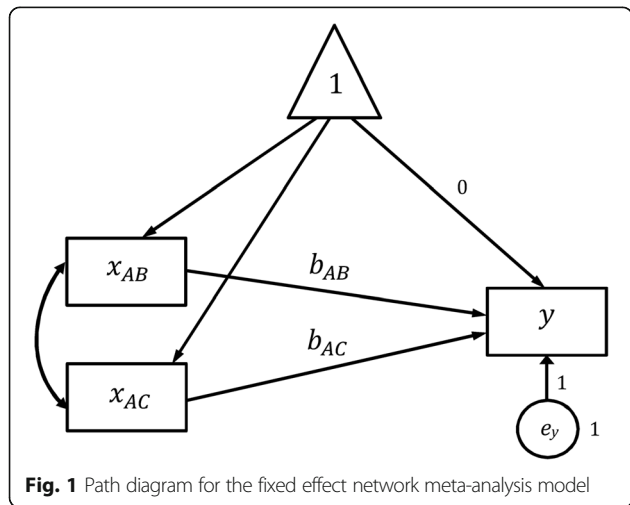 1
0
x_AB
b_AB
y
b_AC
x_AC
1
e_y 1
Fig. 1 Path diagram for the fixed effect network meta-analysis model